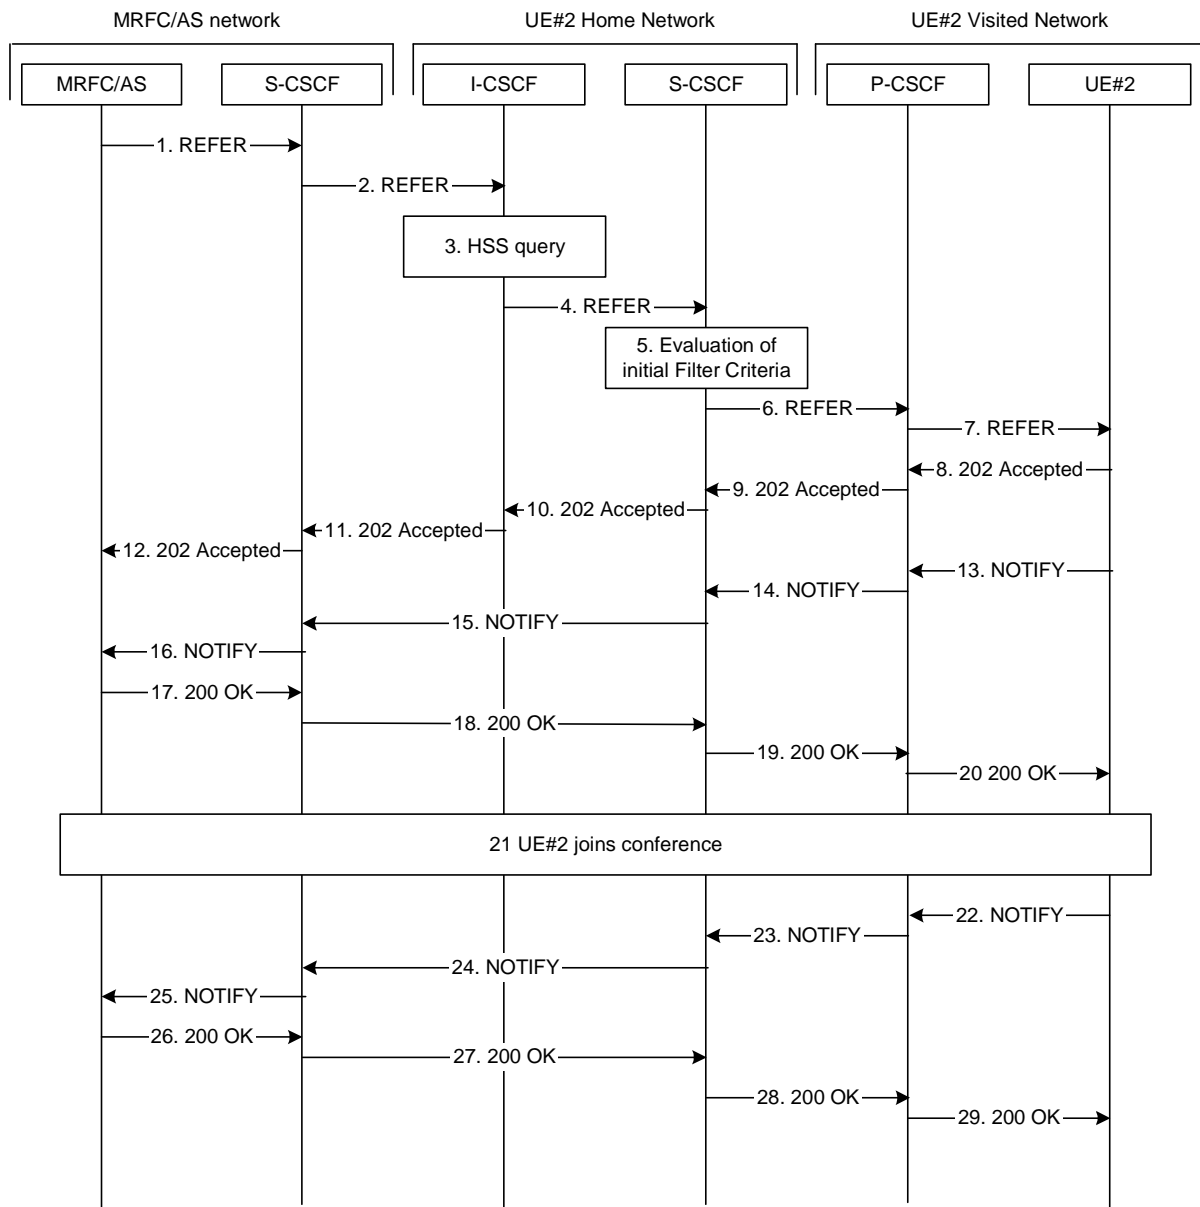 MRFC/AS network
UE#2 Home Network
UE#2 Visited Network
MRFC/AS
S-CSCF
I-CSCF
S-CSCF
P-CSCF
UE#2
1. REFER
2. REFER
3. HSS query
4. REFER
5. Evaluation of
initial Filter Criteria
6. REFER
7. REFER
8. 202 Accepted
9. 202 Accepted
10. 202 Accepted
11. 202 Accepted
12. 202 Accepted
13. NOTIFY
14. NOTIFY
15. NOTIFY
16. NOTIFY
17. 200 OK
18. 200 OK
19. 200 OK
20 200 OK
21 UE#2 joins conference
22. NOTIFY
23. NOTIFY
24. NOTIFY
25. NOTIFY
26. 200 OK
27. 200 OK
28. 200 OK
29. 200 OK